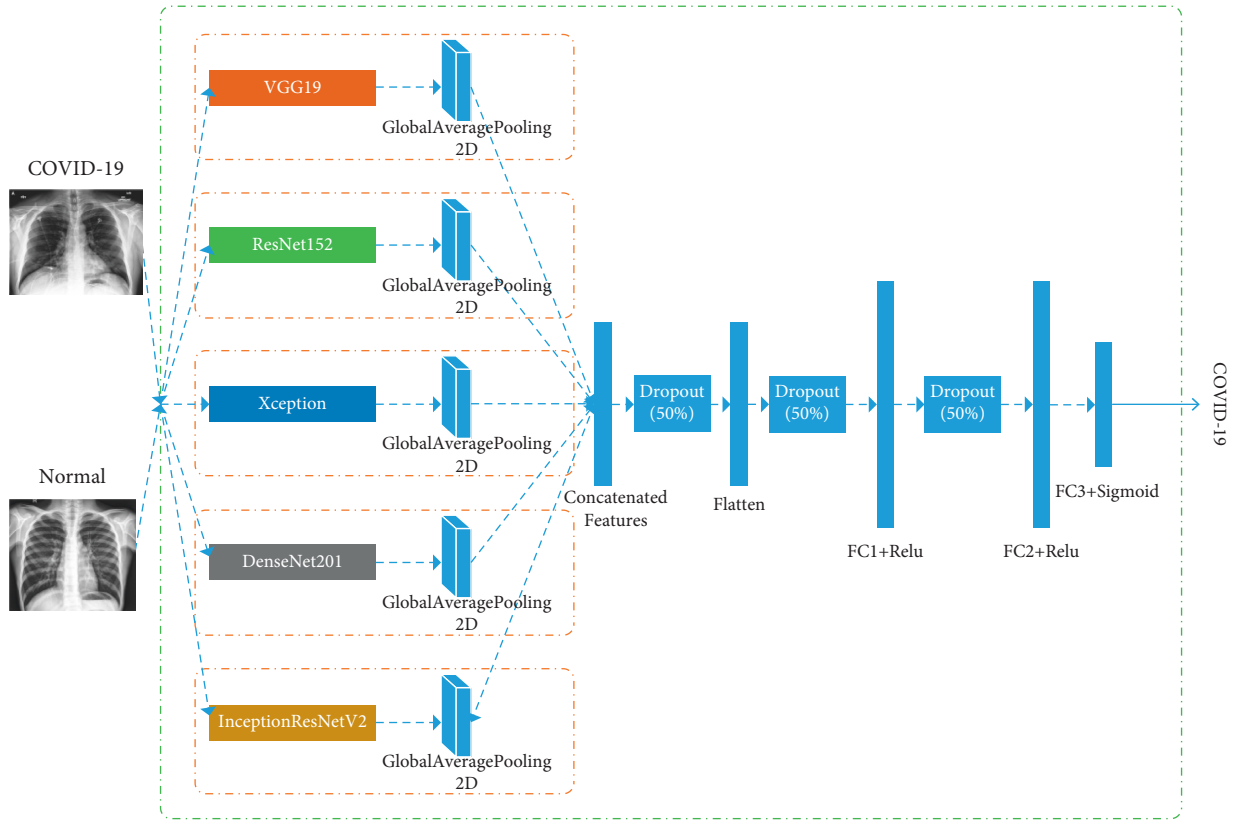 COVID-19
Normal
VGG19
GlobalAveragePooling
2D
ResNet152
GlobalAveragePooling
2D
Xception
GlobalAveragePooling
2D
DenseNet201
GlobalAveragePooling
2D
InceptionResNetV2
GlobalAveragePooling
2D
Concatenated
Features
Dropout
(50%)
Flatten
Dropout
(50%)
FC1+Relu
Dropout
(50%)
FC2+Relu
FC3+Sigmoid
COVID-19